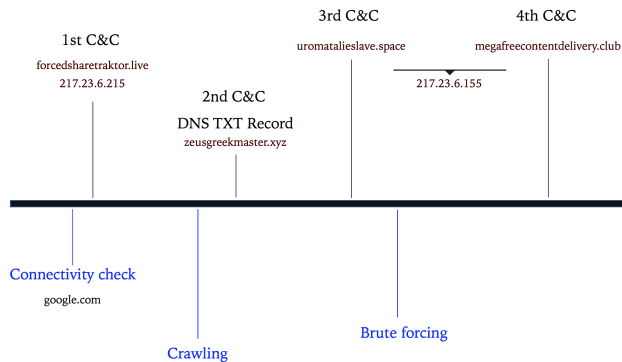 1st C&C
forcedsharetraktor.live
217.23.6.215
2nd C&C
DNS TXT Record
zeusgreekmaster.xyz
3rd C&C
uromatalieslave.space
217.23.6.155
4th C&C
megafreecontentdelivery.club
Connectivity check
google.com
Crawling
Brute forcing